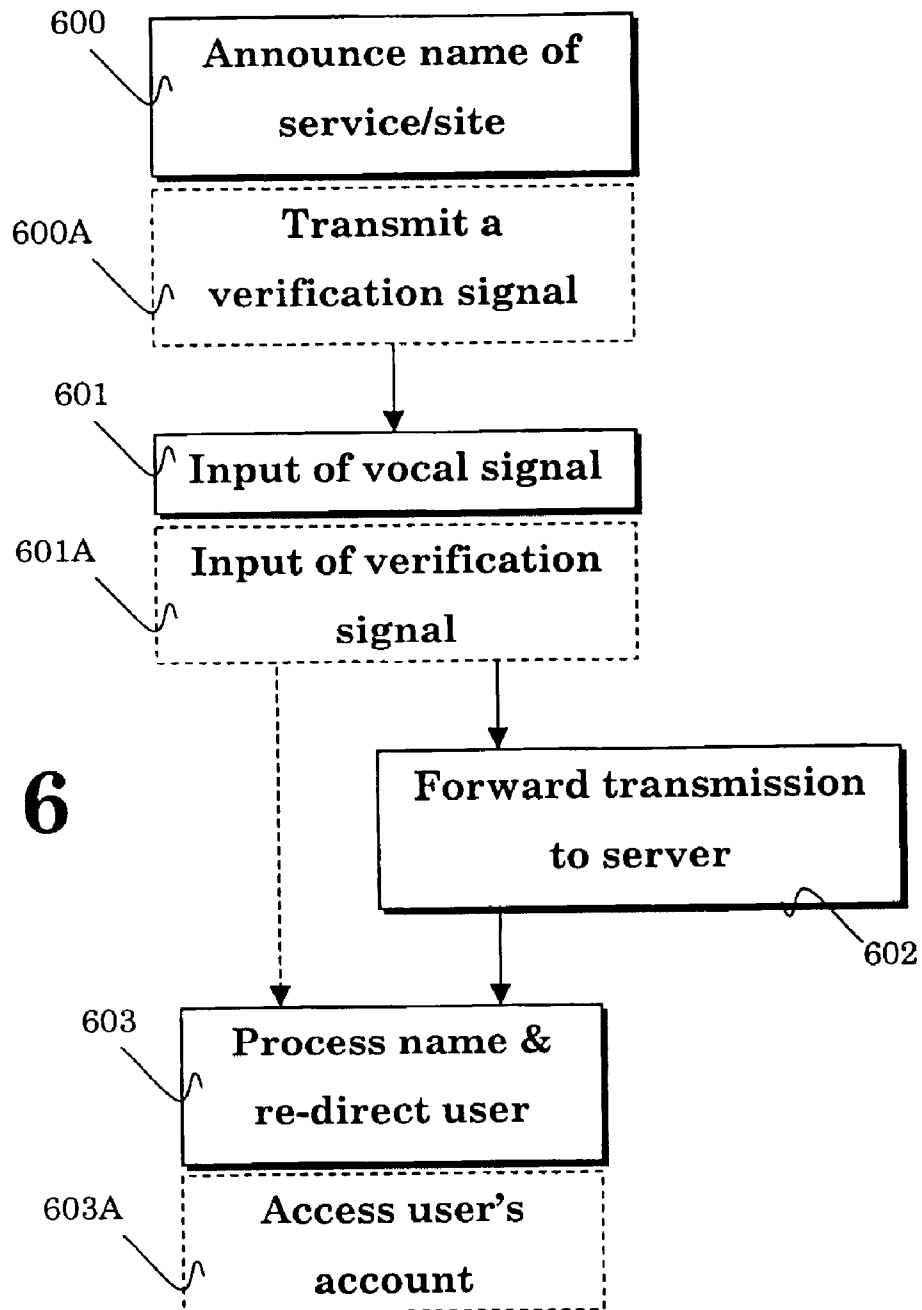 600
Announce name of
service/site
600A
Transmit a
verification signal
601
Input of vocal signal
601A
Input of verification
signal
6
Forward transmission
to server
602
603
Process name &
re-direct user
603A
Access user's
account